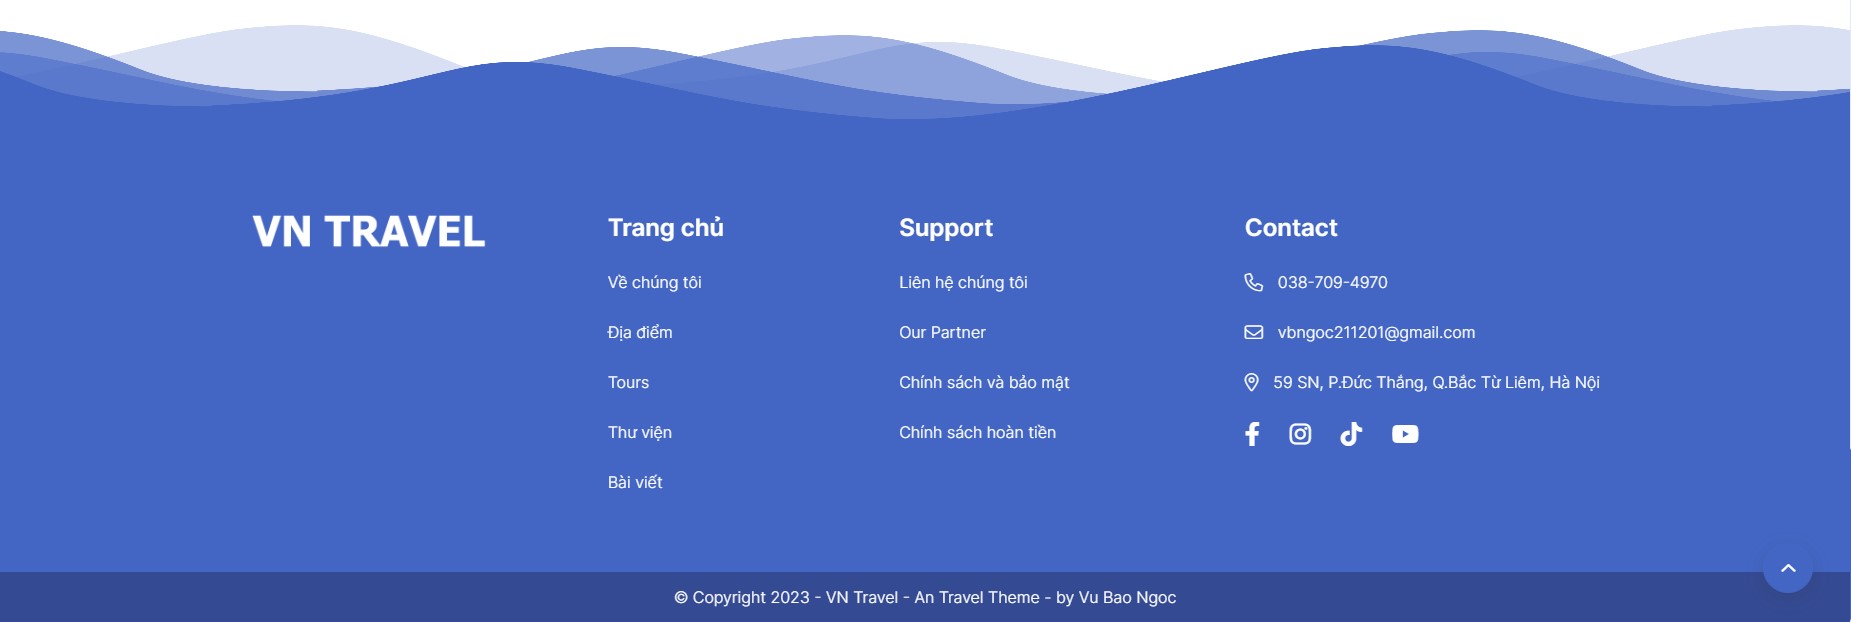 VN TRAVEL
Trang chủ
Về chúng tôi
Địa điểm
Tours
Thư viện
Bài viết
Support
Liên hệ chúng tôi
Our Partner
Chính sách và bảo mật
Chính sách hoàn tiền
Contact
038-709-4970
vbngoc211201@gmail.com
59 SN, P.Đức Thắng, Q.Bắc Từ Liêm, Hà Nội
© Copyright 2023 - VN Travel - An Travel Theme - by Vu Bao Ngoc